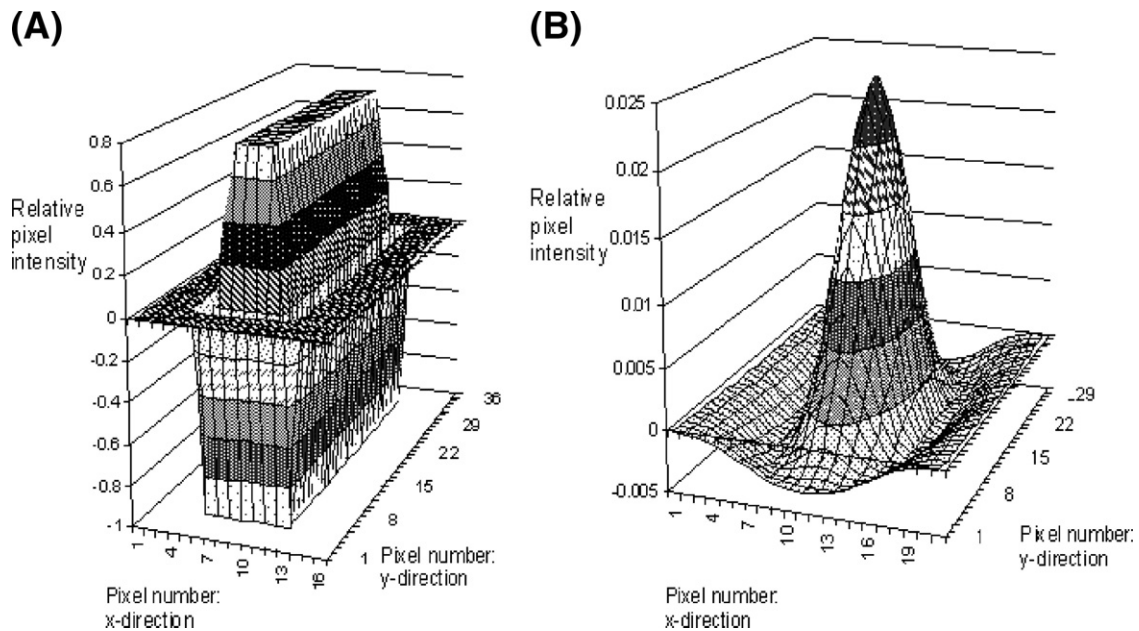 (A)
0.8
0.6
0.4
0.2
0
-0.2
-0.4
-0.6
-0.8
-1
Relative
pixel
intensity
1
4
7
10
13
16
Pixel number:
x-direction
1
8
15
22
29
36
Pixel number:
y-direction
(B)
0.025
0.02
0.015
0.01
0.005
0
-0.005
Relative
pixel
intensity
1
4
7
10
13
16
19
Pixel number:
x-direction
1
8
15
22
29
Pixel number:
y-direction